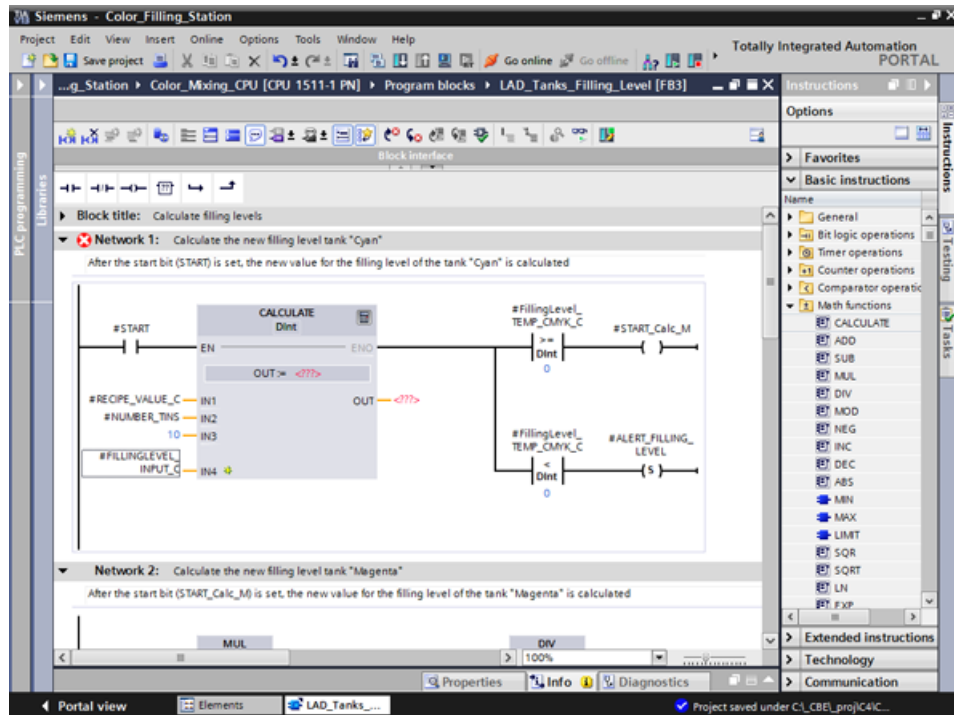 Siemens - Color_Filling_Station
Project Edit View Insert Online Options Tools Window Help
Totally Integrated Automation
PORTAL
Save project
Go online
Go offline
...g_Station Color_Mixing_CPU [CPU 1511-1 PN] Program blocks LAD_Tanks_Filling_Level [FB3]
Instructions
Options
Block interface
Favorites
Basic instructions
Name
General
Bit logic operations
Timer operations
Counter operations
Comparator operatic
Math functions
CALCULATE
ADD
SUB
MUL
DIV
MOD
NEG
INC
DEC
ABS
MIN
MAX
LIMIT
SQR
SQRT
LN
EXP
Extended instructions
Technology
Communication
PLC programming
Libraries
Instructions
Testing
Tasks
Block title: Calculate filling levels
Network 1: Calculate the new filling level tank "Cyan"
After the start bit (START) is set, the new value for the filling level of the tank "Cyan" is calculated
#START
CALCULATE
DInt
EN
ENO
OUT := <???>
#RECIPE_VALUE_C
IN1
OUT
<???>
#NUMBER_TINS
IN2
10
IN3
#FILLINGLEVEL_
INPUT_C
IN4
#FillingLevel_
TEMP_CMYK_C
>=
DInt
0
#START_Calc_M
( )
#FillingLevel_
TEMP_CMYK_C
<
DInt
0
#ALERT_FILLING_
LEVEL
(S)
Network 2: Calculate the new filling level tank "Magenta"
After the start bit (START_Calc_M) is set, the new value for the filling level of the tank "Magenta" is calculated
MUL
DIV
100%
Properties
Info
Diagnostics
Portal view
Elements
LAD_Tanks_...
Project saved under C:\_CBE\_proj\C4\C...